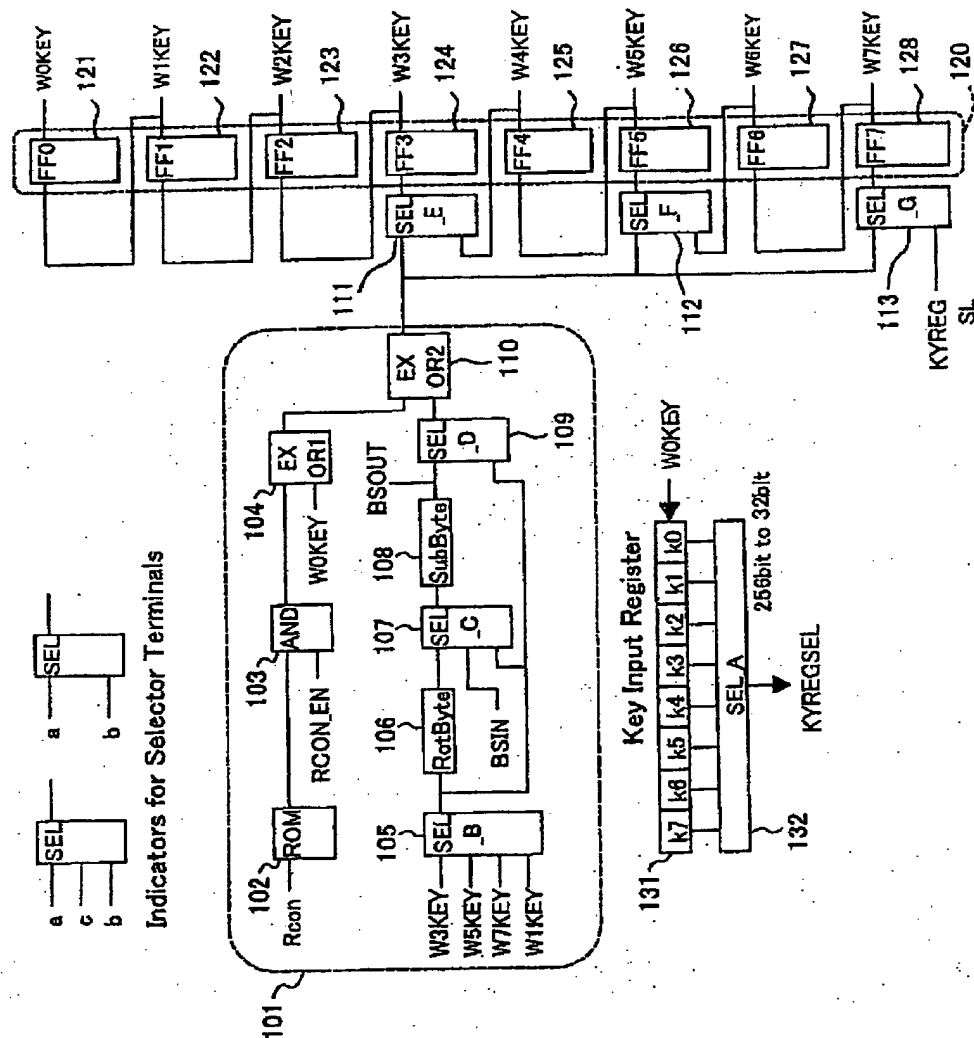 W0KEY
121
FF0
W1KEY
122
FF1
W2KEY
123
FF2
W3KEY
124
FF3
W4KEY
125
FF4
W5KEY
126
FF5
W6KEY
127
FF6
W7KEY
128
FF7
120
SEL
_E
111
SEL
_F
112
SEL
_G
113
KYREG
SL
EX
OR2
110
EX
OR1
104
W0KEY
AND
103
RCON_EN
ROM
102
Rcon
BSOUT
SEL
_D
109
SubByte
108
SEL
_C
107
BSIN
RotByte
106
SEL
_B
105
W3KEY
W5KEY
W7KEY
W1KEY
101
SEL
a
b
SEL
a
c
b
Indicators for Selector Terminals
Key Input Register
W0KEY
k7 k6 k5 k4 k3 k2 k1 k0
131
SEL_A
132
256bit to 32bit
KYREGSEL